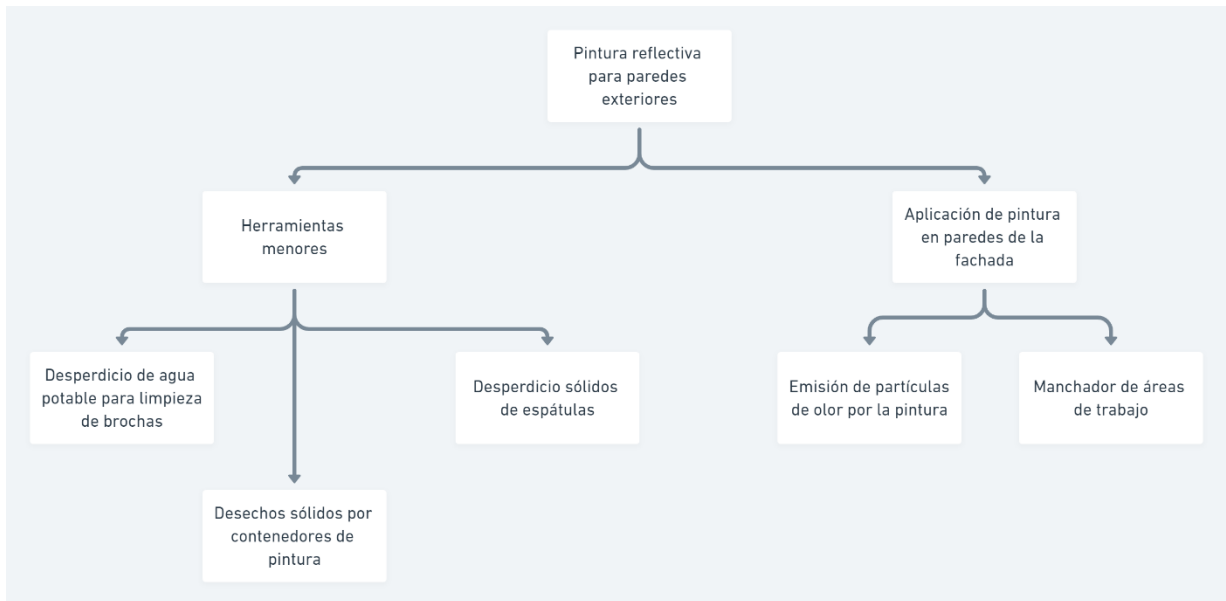 Pintura reflectiva
para paredes
exteriores
Herramientas
menores
Aplicación de pintura
en paredes de la
fachada
Desperdicio de agua
potable para limpieza
de brochas
Desperdicio sólidos
de espátulas
Emisión de partículas
de olor por la pintura
Manchador de áreas
de trabajo
Desechos sólidos por
contenedores de
pintura